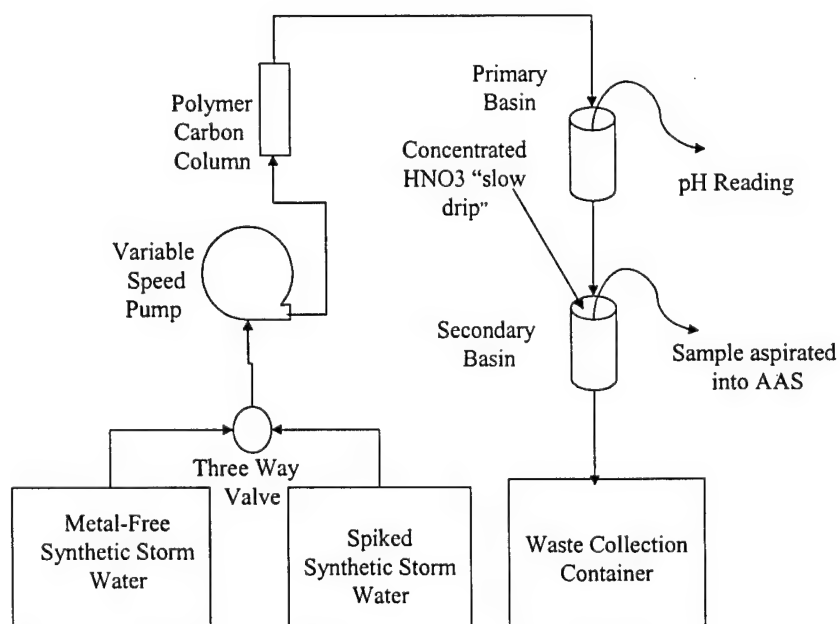 Polymer
Carbon
Column
Primary
Basin
Concentrated
HNO3 “slow
drip”
pH Reading
Variable
Speed
Pump
Secondary
Basin
Sample aspirated
into AAS
Three Way
Valve
Metal-Free
Synthetic Storm
Water
Spiked
Synthetic Storm
Water
Waste Collection
Container